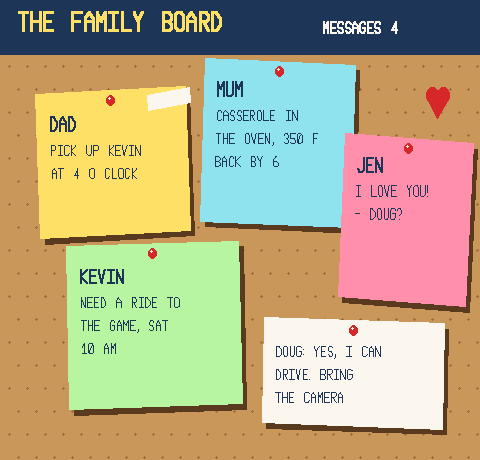 THE FAMILY BOARD
MESSAGES 4
DAD
PICK UP KEVIN
AT 4 O CLOCK
MUM
CASSEROLE IN
THE OVEN, 350 F
BACK BY 6
JEN
I LOVE YOU!
- DOUG?
KEVIN
NEED A RIDE TO
THE GAME, SAT
10 AM
DOUG: YES, I CAN
DRIVE. BRING
THE CAMERA